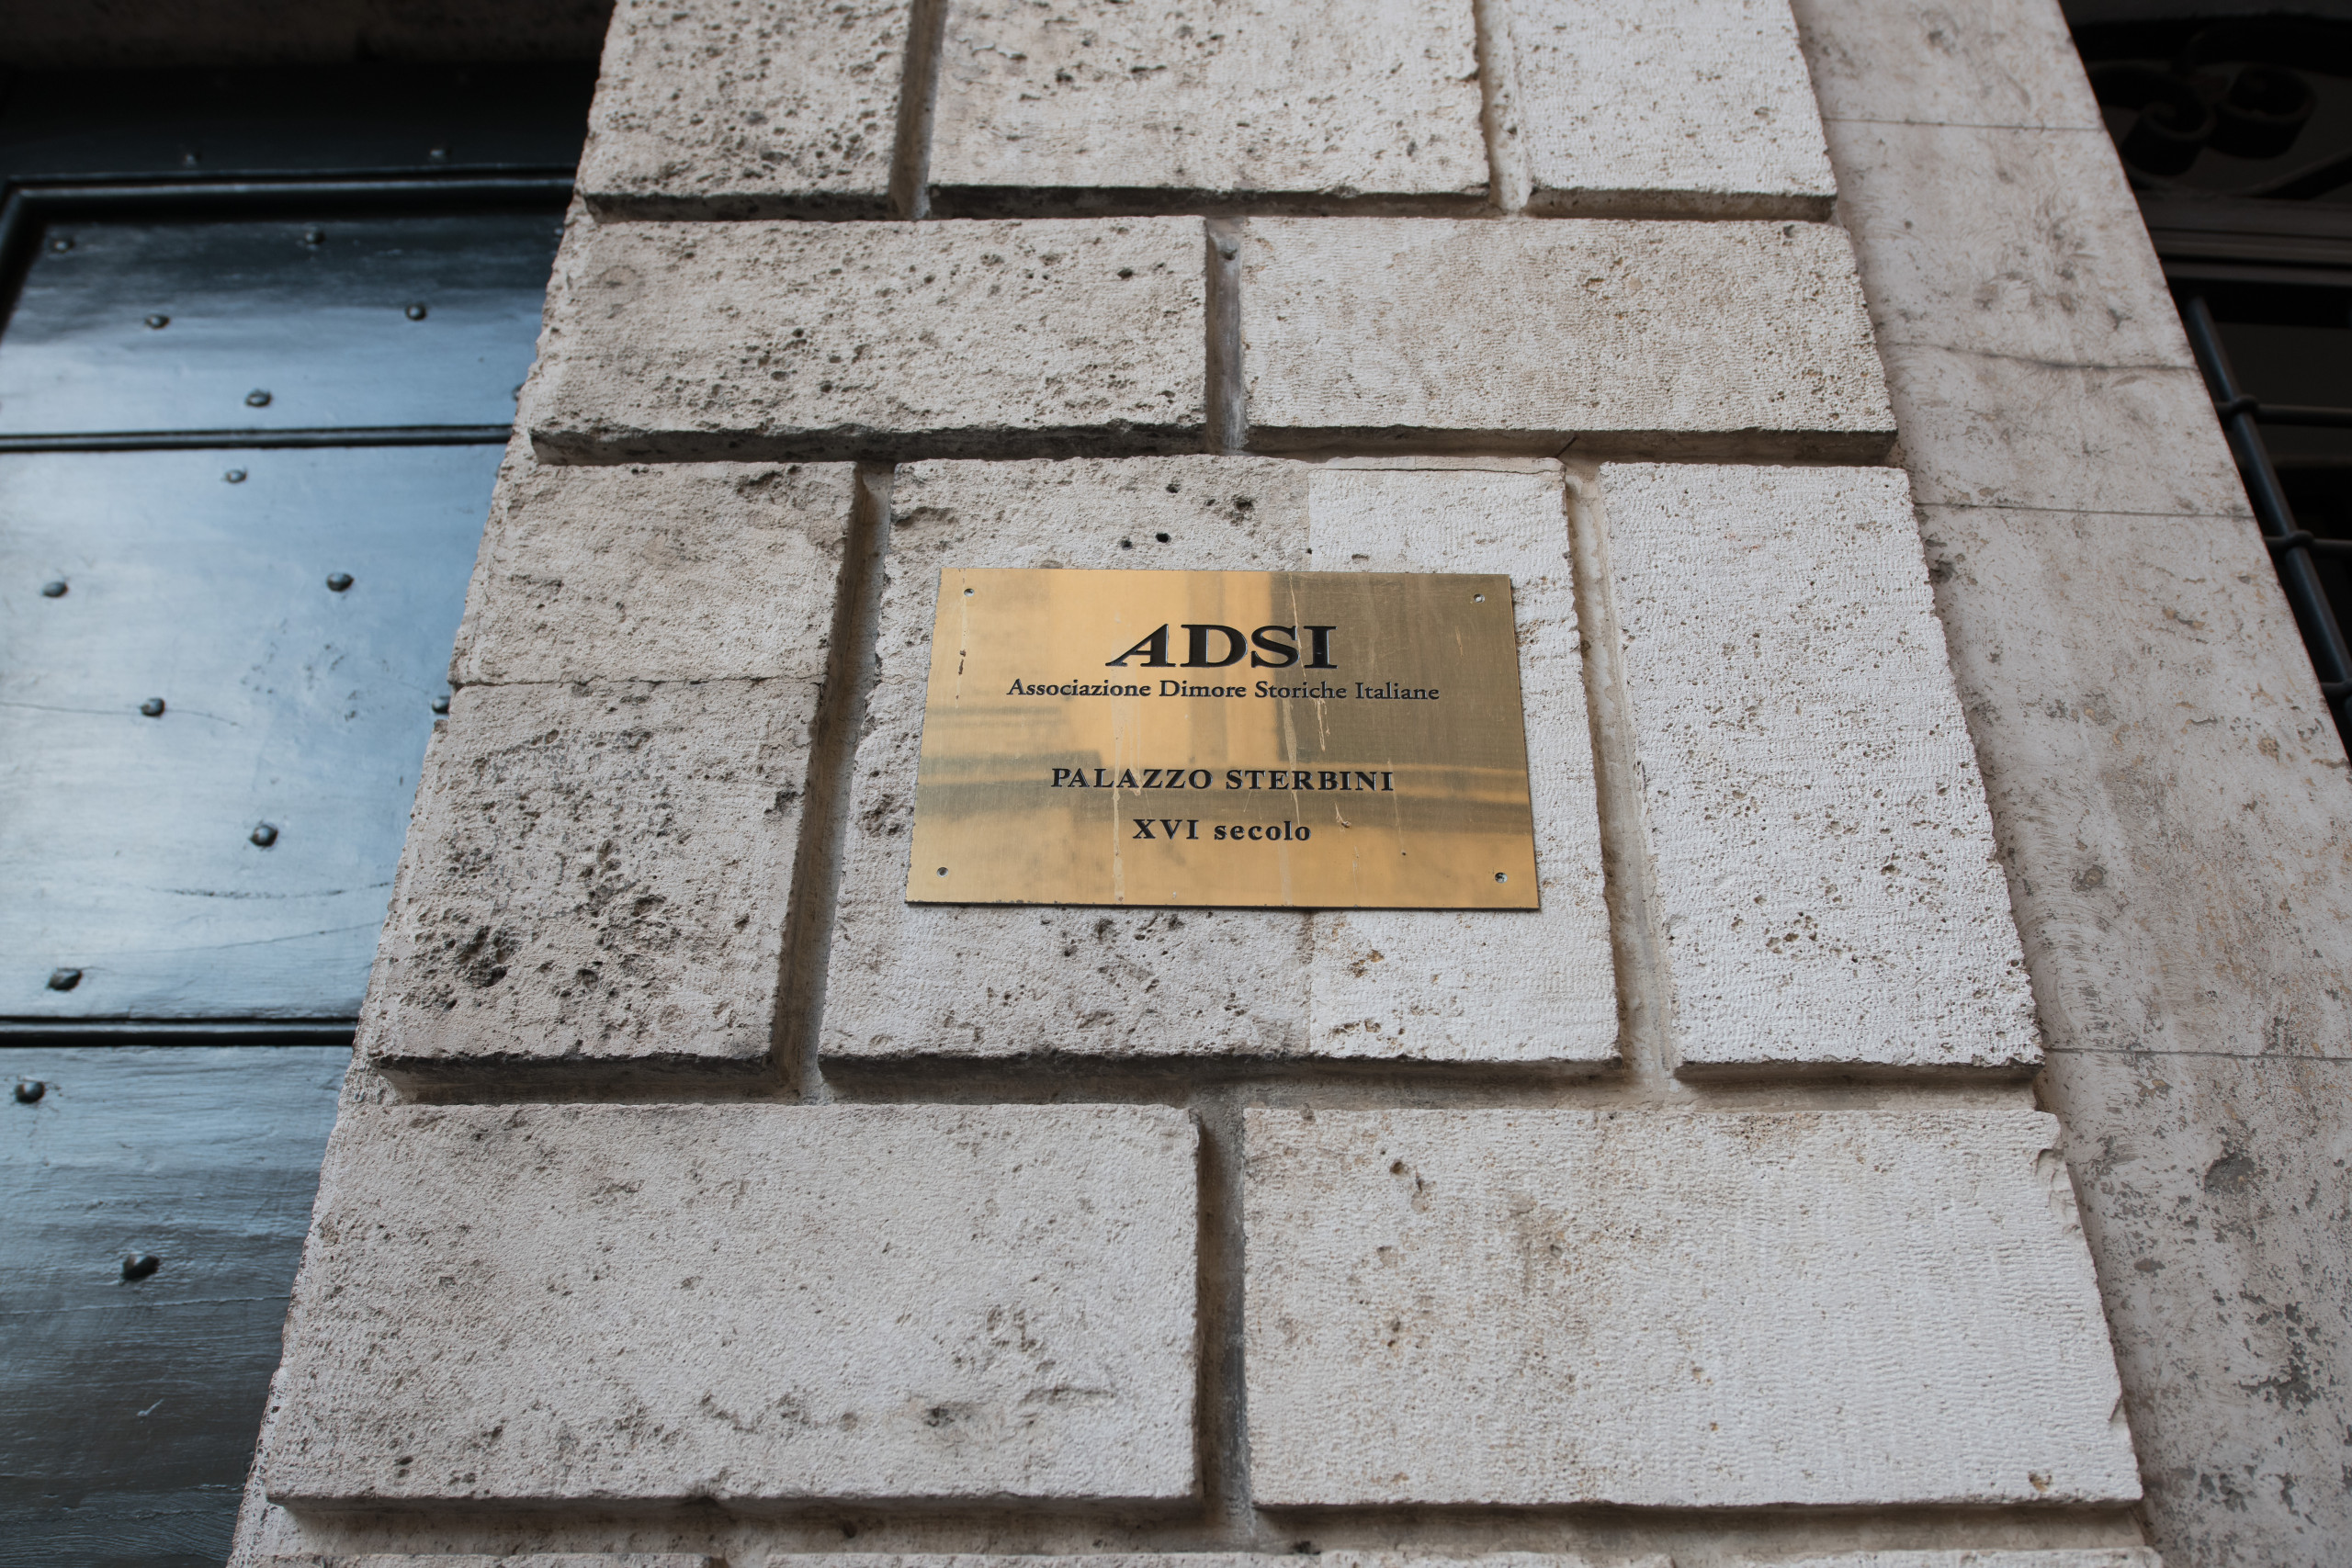 ADSI
Associazione Dimore Storiche Italiane
PALAZZO STERBINI
XVI secolo